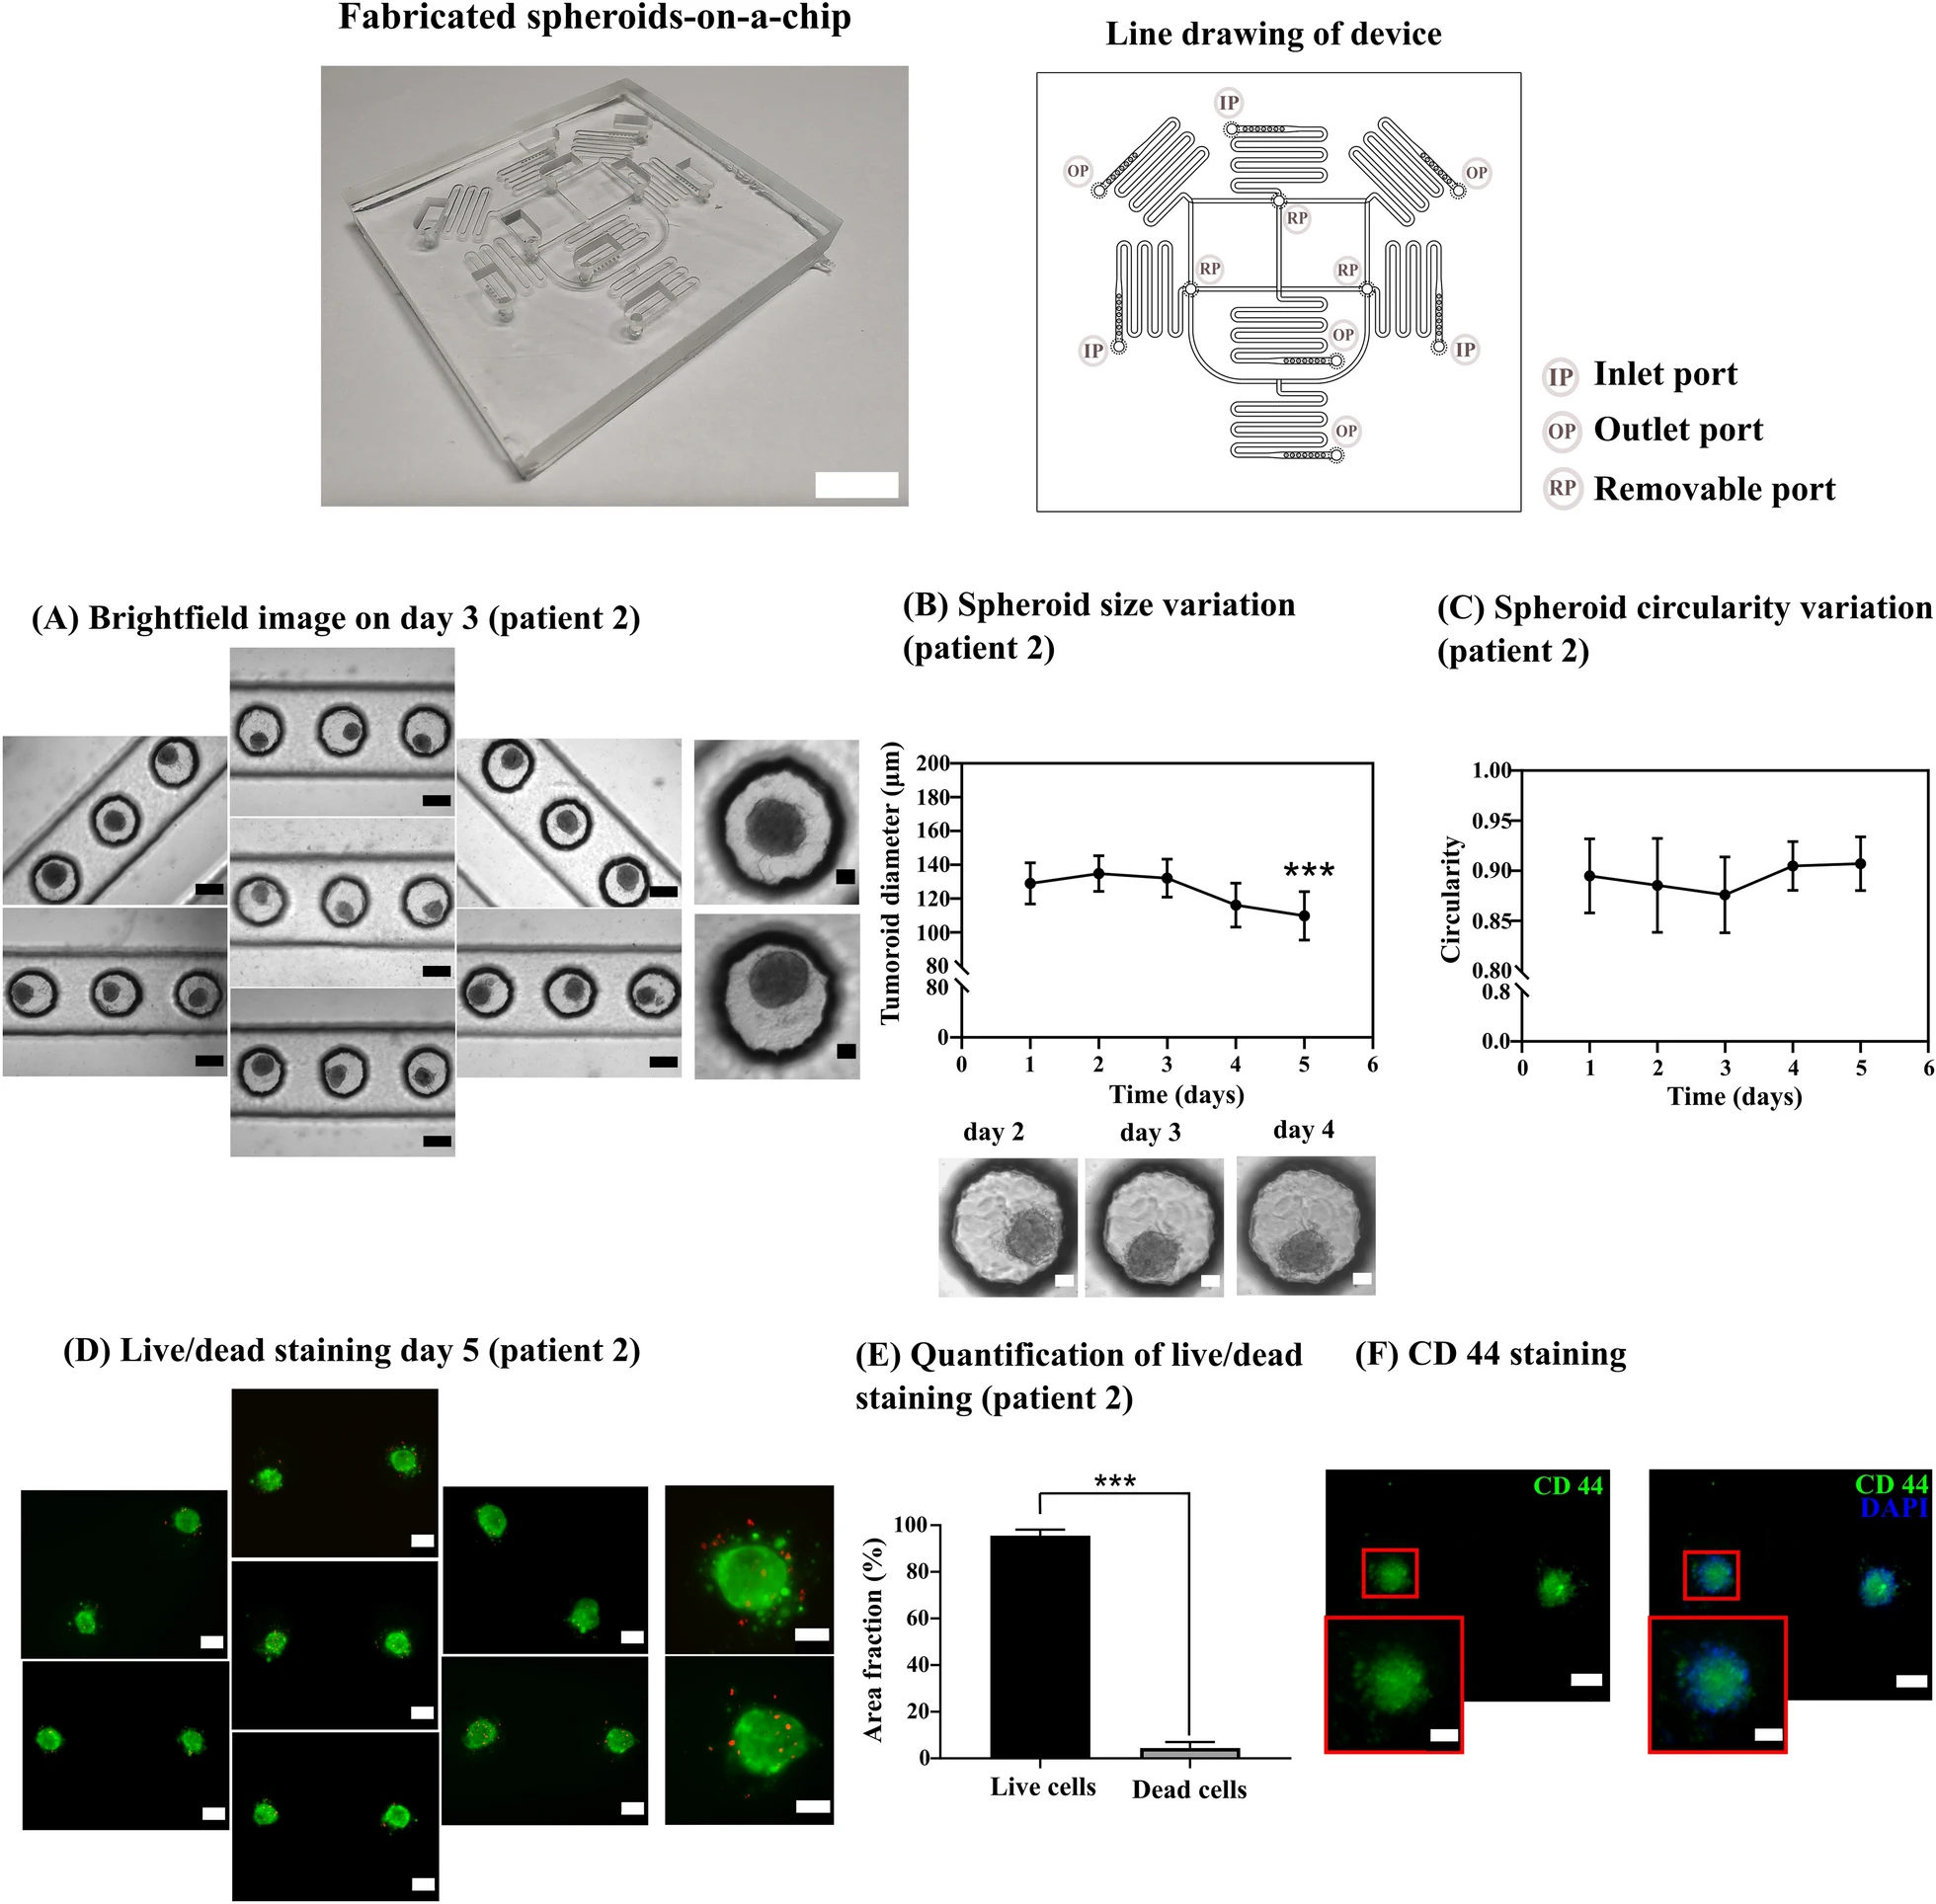 Fabricated spheroids-on-a-chip
Line drawing of device
IP
OP
OP
RP
RP
RP
IP
OP
IP
OP
IP Inlet port
OP Outlet port
RP Removable port
(A) Brightfield image on day 3 (patient 2)
(B) Spheroid size variation
(patient 2)
Tumoroid diameter (µm)
200
180
160
140
120
100
80
80
0
***
0 1 2 3 4 5 6
Time (days)
day 2 day 3 day 4
(C) Spheroid circularity variation
(patient 2)
Circularity
1.00
0.95
0.90
0.85
0.80
0.8
0.0
0 1 2 3 4 5 6
Time (days)
(D) Live/dead staining day 5 (patient 2)
(E) Quantification of live/dead
staining (patient 2)
Area fraction (%)
***
100
80
60
40
20
0
Live cells Dead cells
(F) CD 44 staining
CD 44
CD 44
DAPI